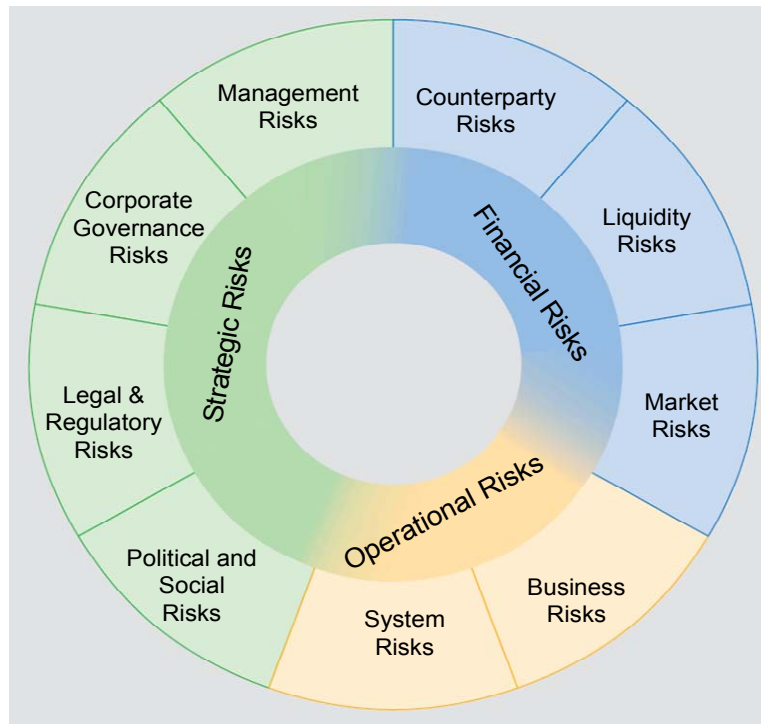 Management
Risks
Counterparty
Risks
Liquidity
Risks
Market
Risks
Business
Risks
System
Risks
Political and
Social
Risks
Legal &
Regulatory
Risks
Corporate
Governance
Risks
Strategic Risks
Financial Risks
Operational Risks